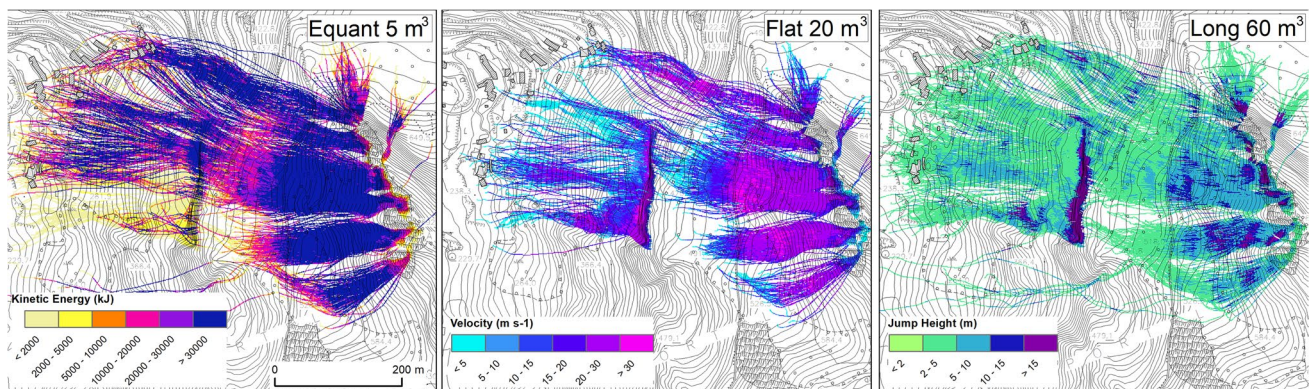 Equant 5 m³
Kinetic Energy (kJ)
< 2000
2000 - 5000
5000 - 10000
10000 - 20000
20000 - 30000
> 30000
0
200 m
Flat 20 m³
Velocity (m s-1)
< 5
5 - 10
10 - 15
15 - 20
20 - 30
> 30
Long 60 m³
Jump Height (m)
< 2
2-5
5 - 10
10 - 15
> 15